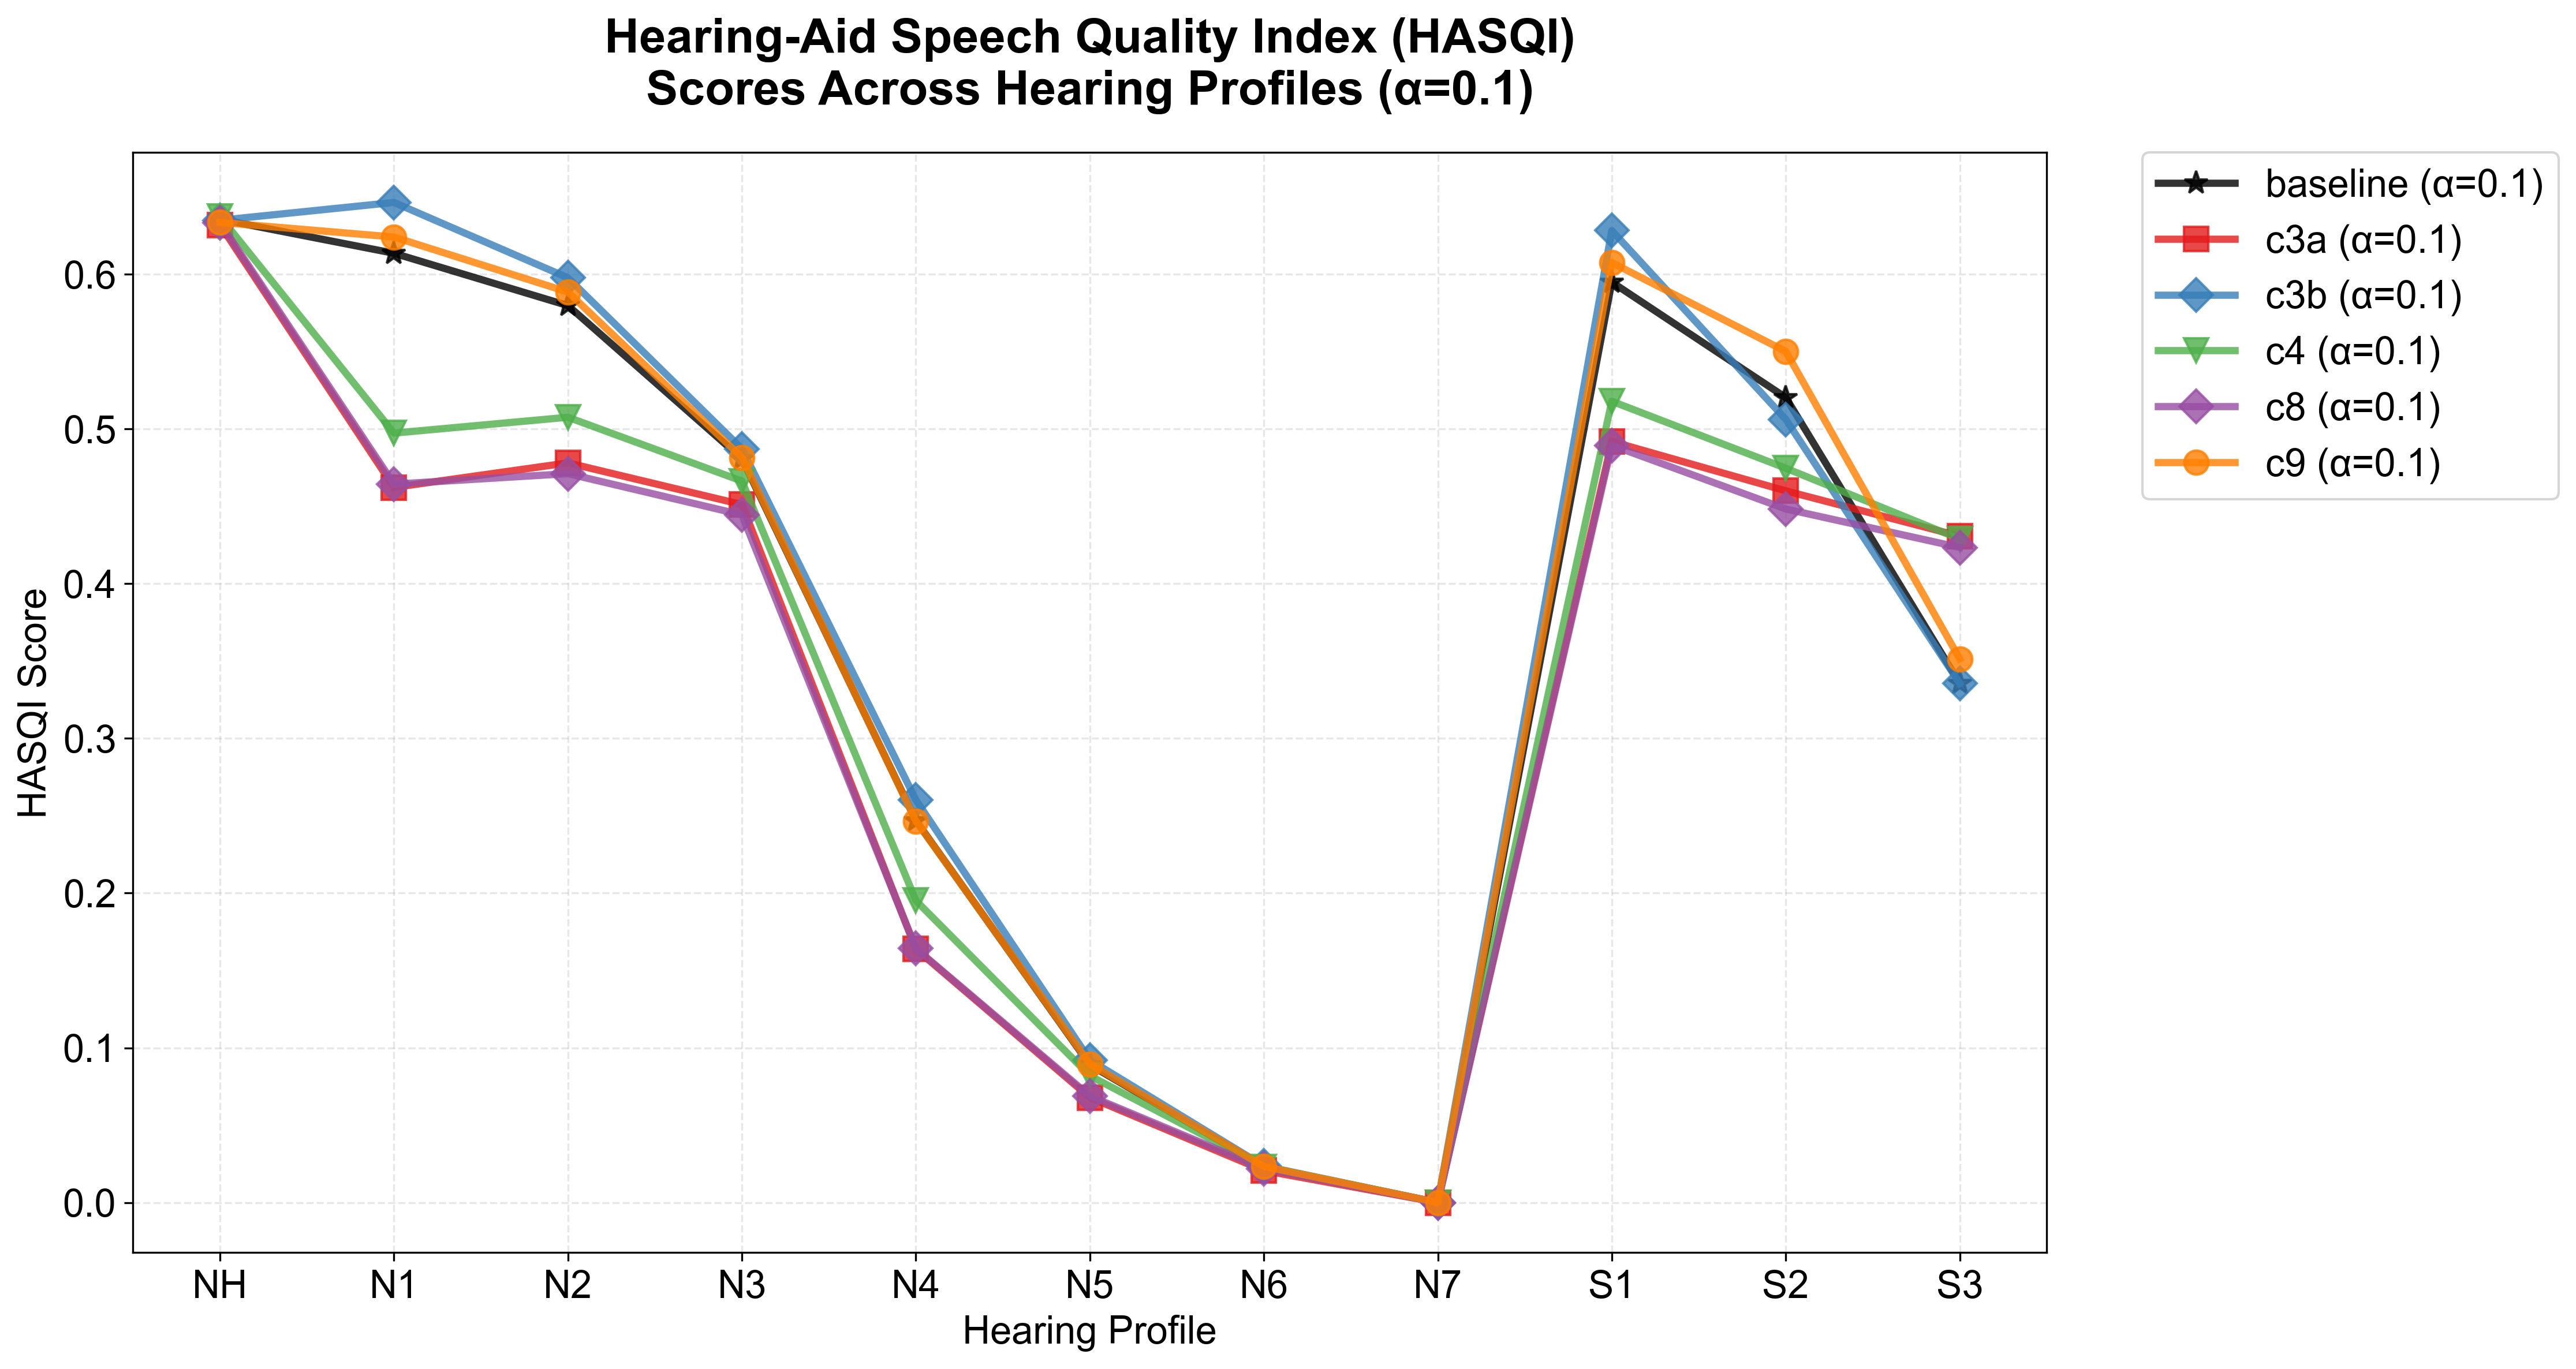 Hearing-Aid Speech Quality Index (HASQI)
Scores Across Hearing Profiles (α=0.1)
HASQI Score
0.6
0.5
0.4
0.3
0.2
0.1
0.0
NH N1 N2 N3 N4 N5 N6 N7 S1 S2 S3
Hearing Profile
baseline (α=0.1)
c3a (α=0.1)
c3b (α=0.1)
c4 (α=0.1)
c8 (α=0.1)
c9 (α=0.1)